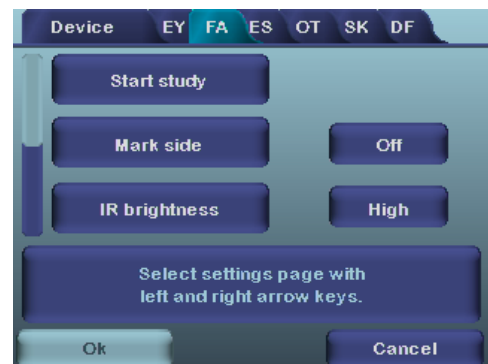 Device EY FA ES OT SK DF
Start study
Mark side Off
IR brightness High
Select settings page with
left and right arrow keys.
Ok Cancel